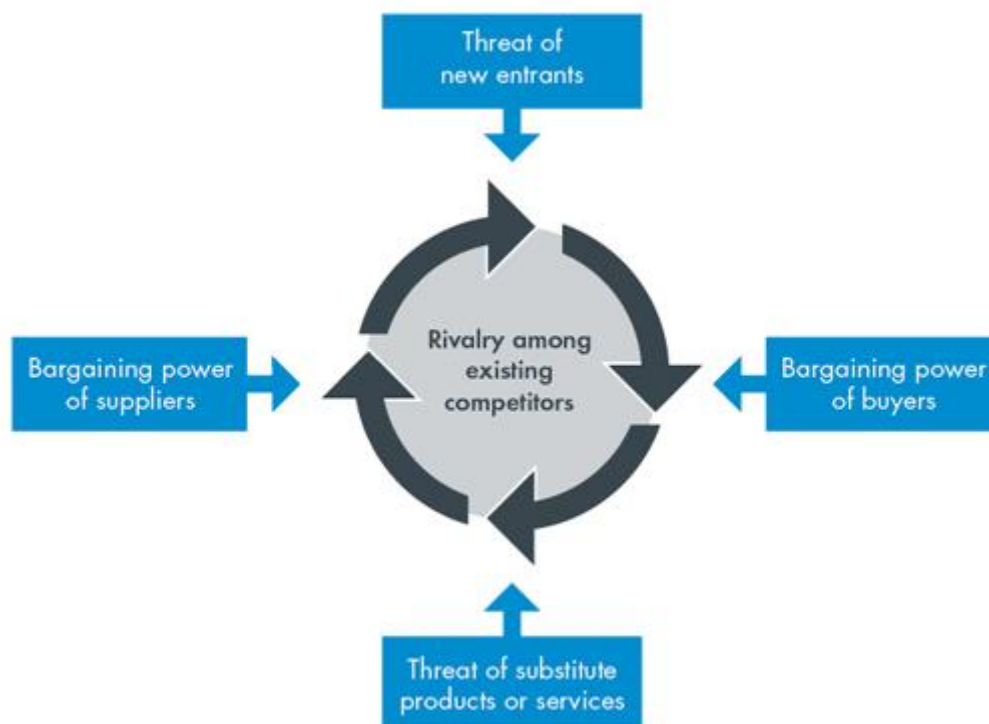 Threat of
new entrants
Rivalry among
existing
competitors
Bargaining power
of suppliers
Bargaining power
of buyers
Threat of substitute
products or services